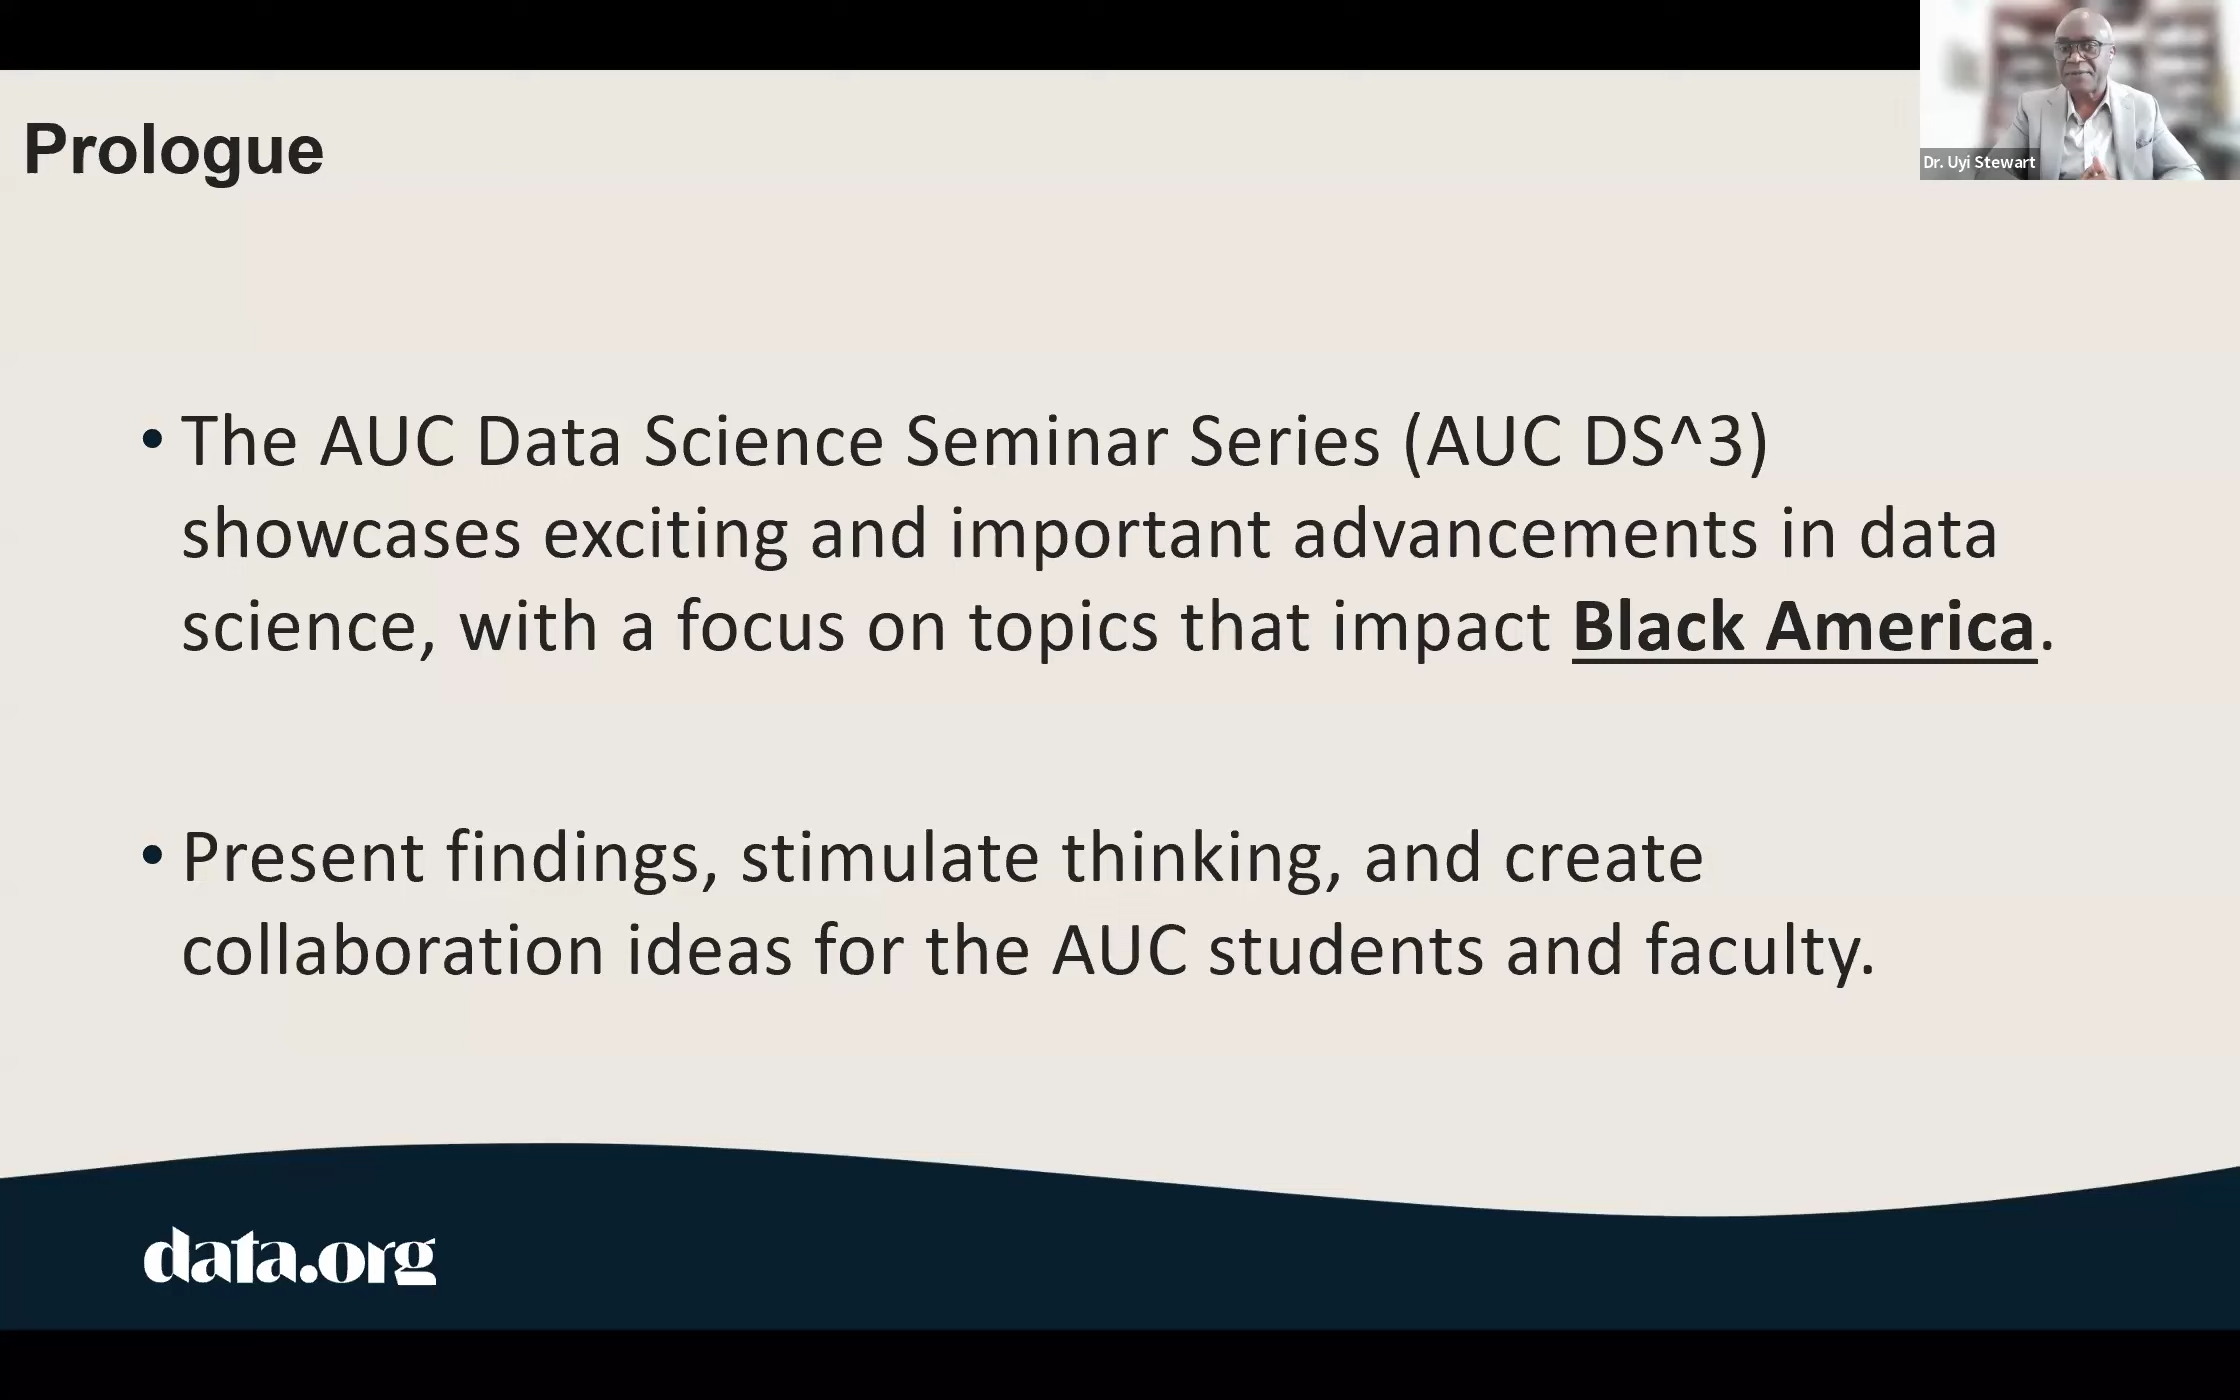 Prologue
Dr. Uyi Stewart
• The AUC Data Science Seminar Series (AUC DS^3)
showcases exciting and important advancements in data
science, with a focus on topics that impact Black America.
• Present findings, stimulate thinking, and create
collaboration ideas for the AUC students and faculty.
data.org